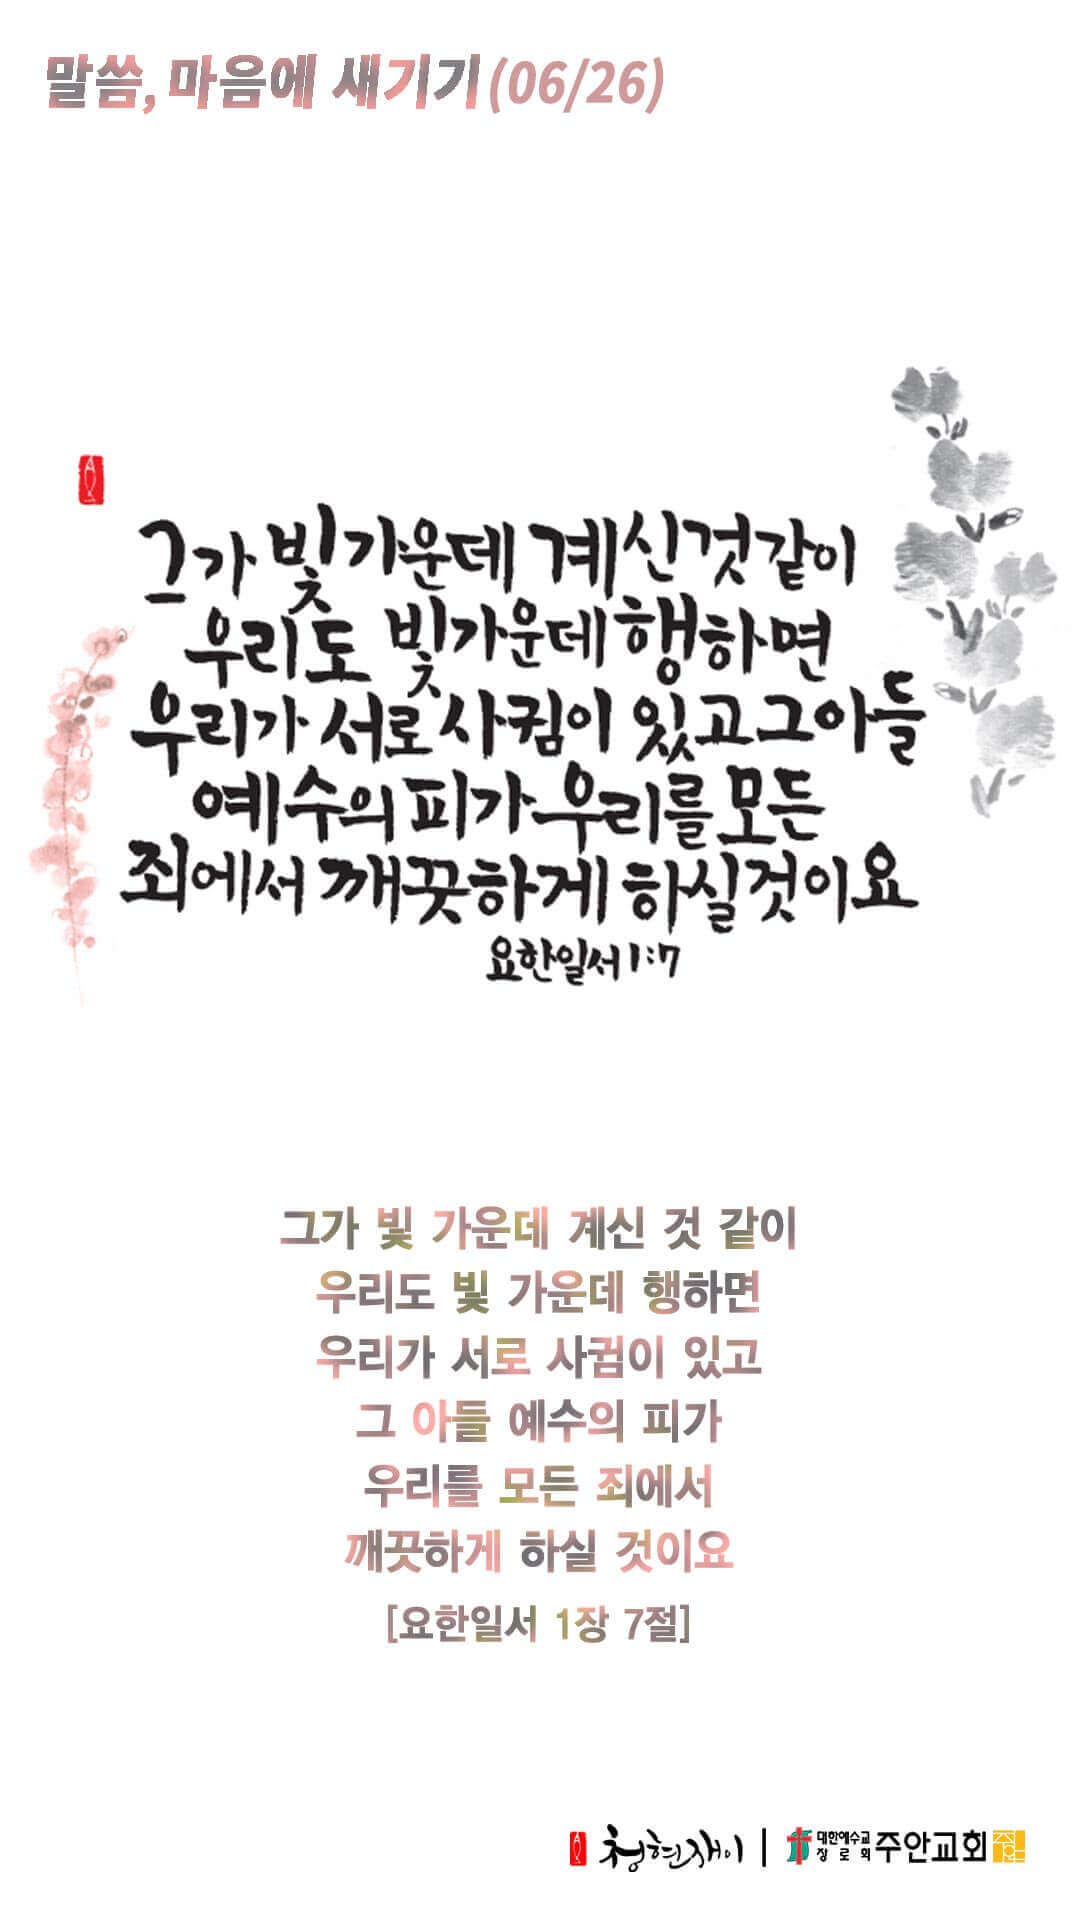 말씀, 마음에 새기기(06/26)
그가 빛 가운데 계신 것 같이
우리도 빛 가운데 행하면
우리가 서로 사귐이 있고 그 아들
예수의 피가 우리를 모든
죄에서 깨끗하게 하실 것이요
요한일서 1:7
그가 빛 가운데 계신 것 같이
우리도 빛 가운데 행하면
우리가 서로 사귐이 있고
그 아들 예수의 피가
우리를 모든 죄에서
깨끗하게 하실 것이요
[요한일서 1장 7절]
청현재이 | 대한예수교장로회 주안교회